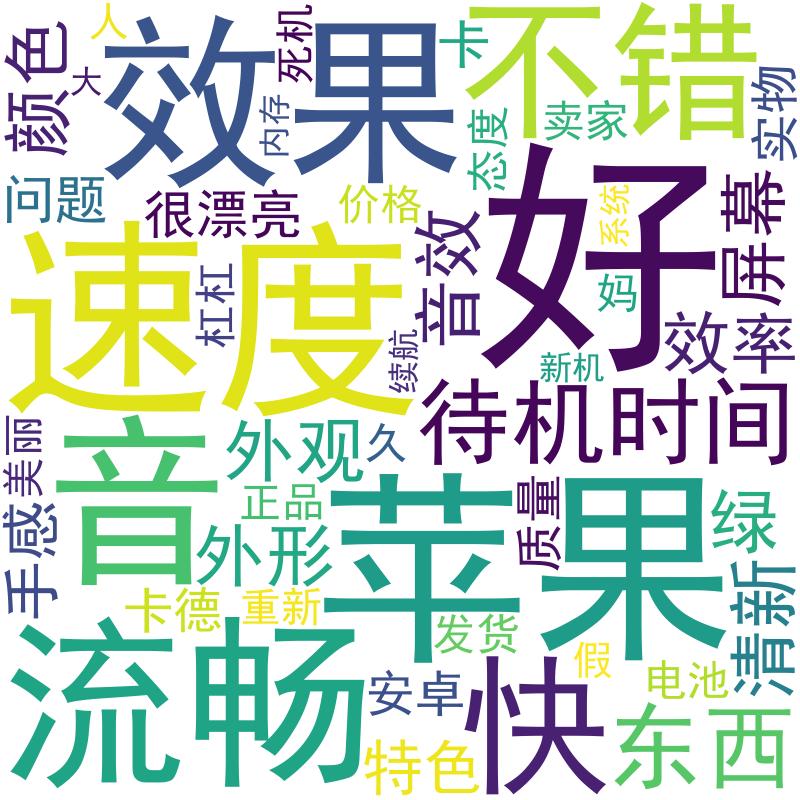 人
颜色
大
效果
内存
死机
卡
不错
态度
卖家
实物
问题
很漂亮
价格
好
系统
屏幕
速度
杠杠
音效
妈
效率
续航
新机
待机时间
美丽
音
外观
久
正品
苹果
质量
绿
手感
外形
清新
卡德
重新
发货
假
流畅
安卓
快
电池
特色
东西